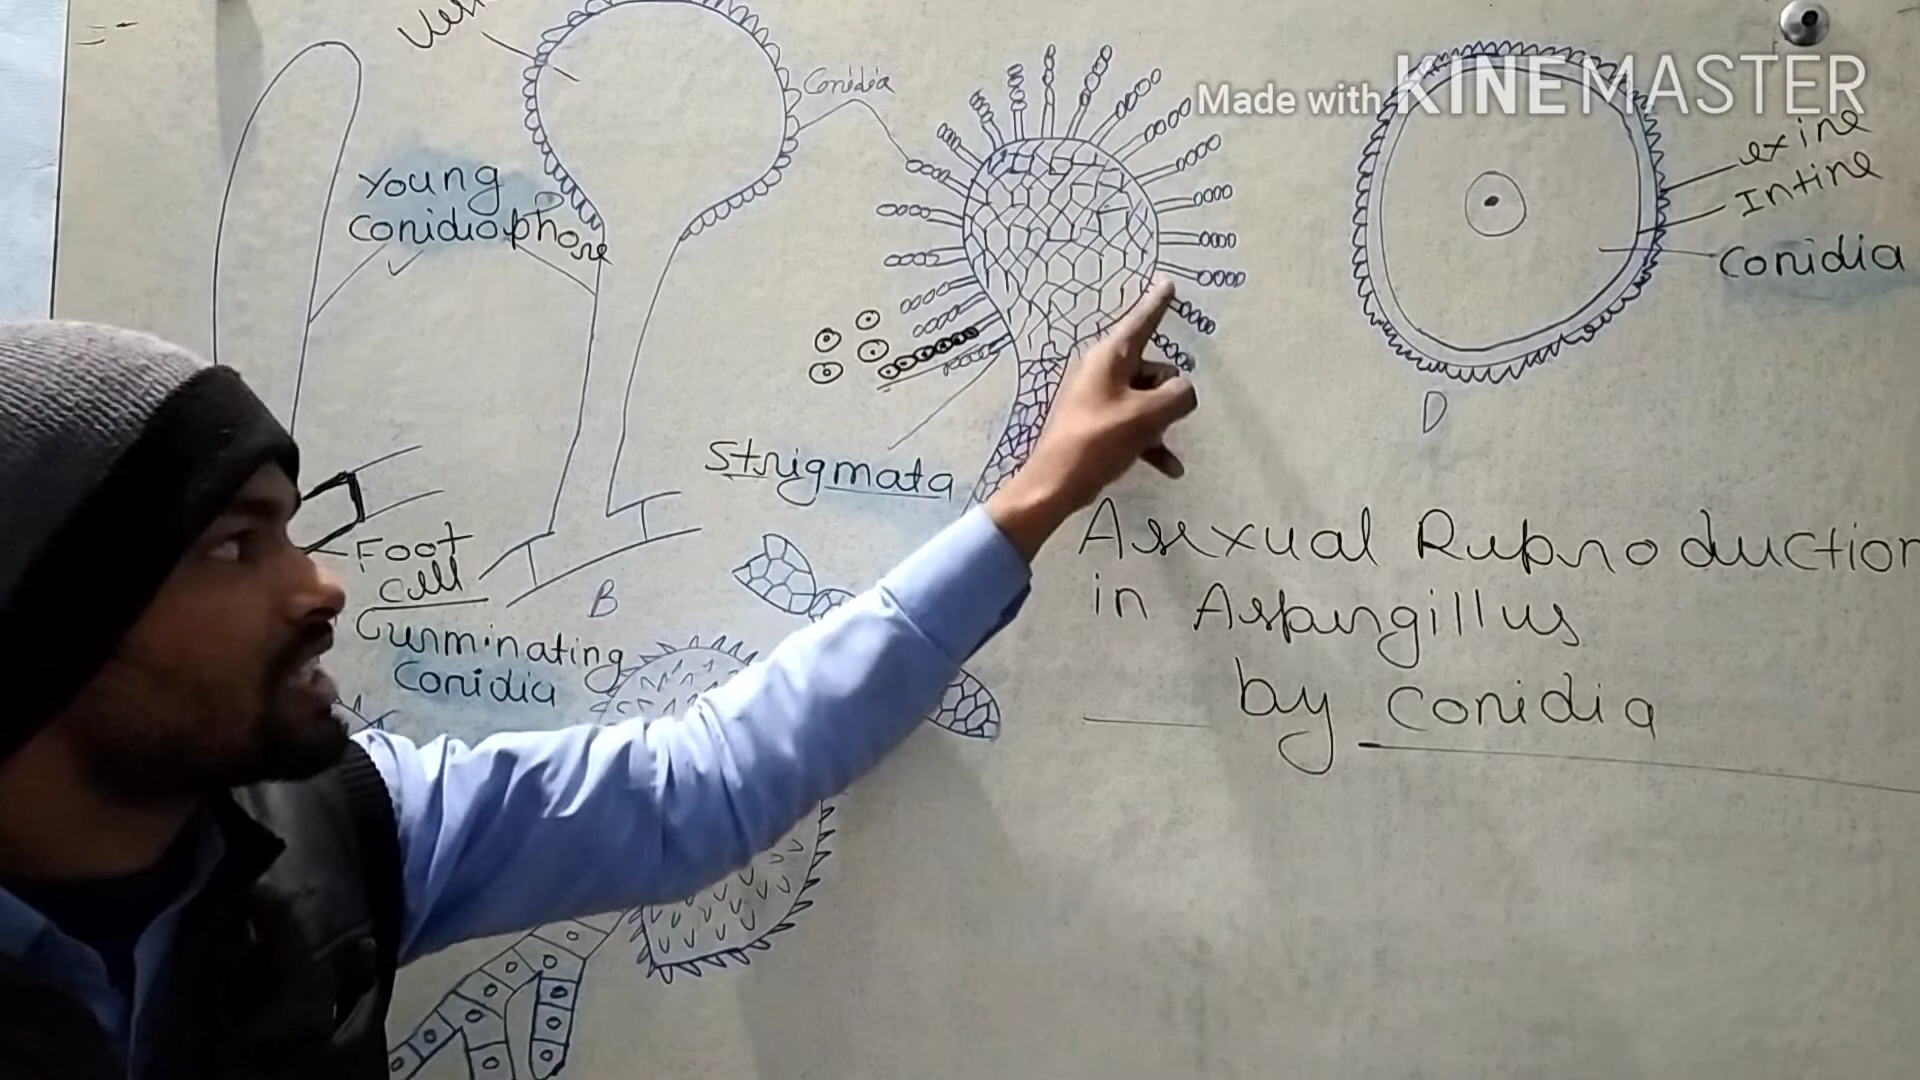 Conidia
Made with KINEMASTER
exine
Intine
Conidia
Young
Conidiophore
Strigmata
D
Foot
Cell
B
Germinating
Conidia
Asexual Reproduction
in Aspergillus
by Conidia